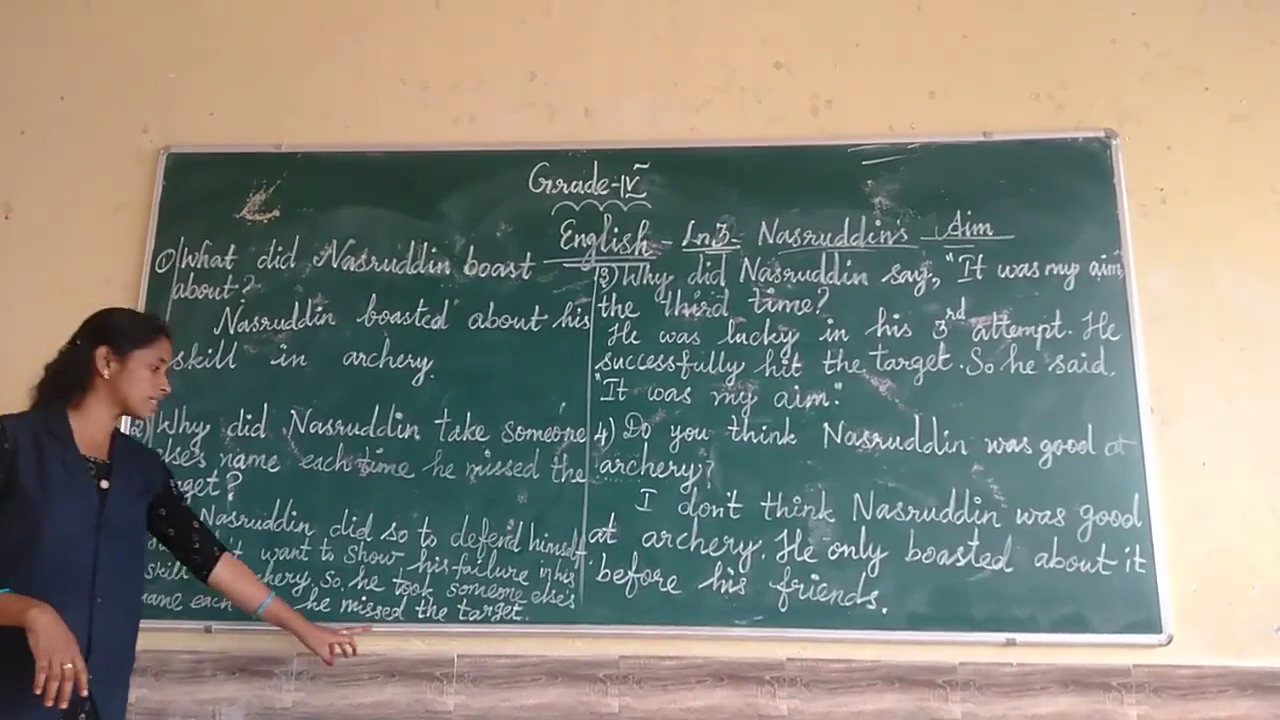 Grade-IV
English - Ln.3- Nasruddin's Aim
1) What did Nasruddin boast
about?
Nasruddin boasted about his
skill in archery.
2) Why did Nasruddin take someone
else's name each time he missed the
get?
Nasruddin did so to defend himself.
want to show his failure in his
skill chery. So, he took someone else's
name each he missed the target.
3) Why did Nasruddin say, "It was my aim,
the third time?
He was lucky in his 3rd attempt. He
successfully hit the target. So he said,
"It was my aim."
4) Do you think Nasruddin was good at
archery?
I don't think Nasruddin was good
at archery. He only boasted about it
before his friends.